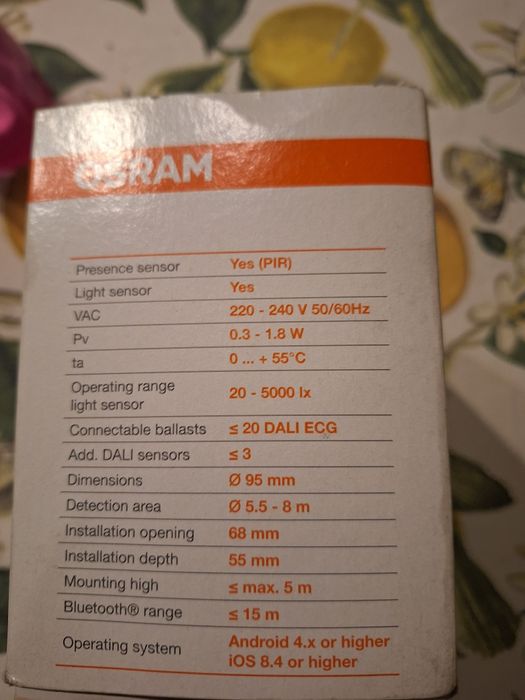 OSRAM
Presence sensor Yes (PIR)
Light sensor Yes
VAC 220 - 240 V 50/60Hz
Pv 0.3 - 1.8 W
ta 0 ... + 55°C
Operating range
light sensor 20 - 5000 lx
Connectable ballasts ≤ 20 DALI ECG
Add. DALI sensors ≤ 3
Dimensions Ø 95 mm
Detection area Ø 5.5 - 8 m
Installation opening 68 mm
Installation depth 55 mm
Mounting high ≤ max. 5 m
Bluetooth® range ≤ 15 m
Operating system Android 4.x or higher
iOS 8.4 or higher